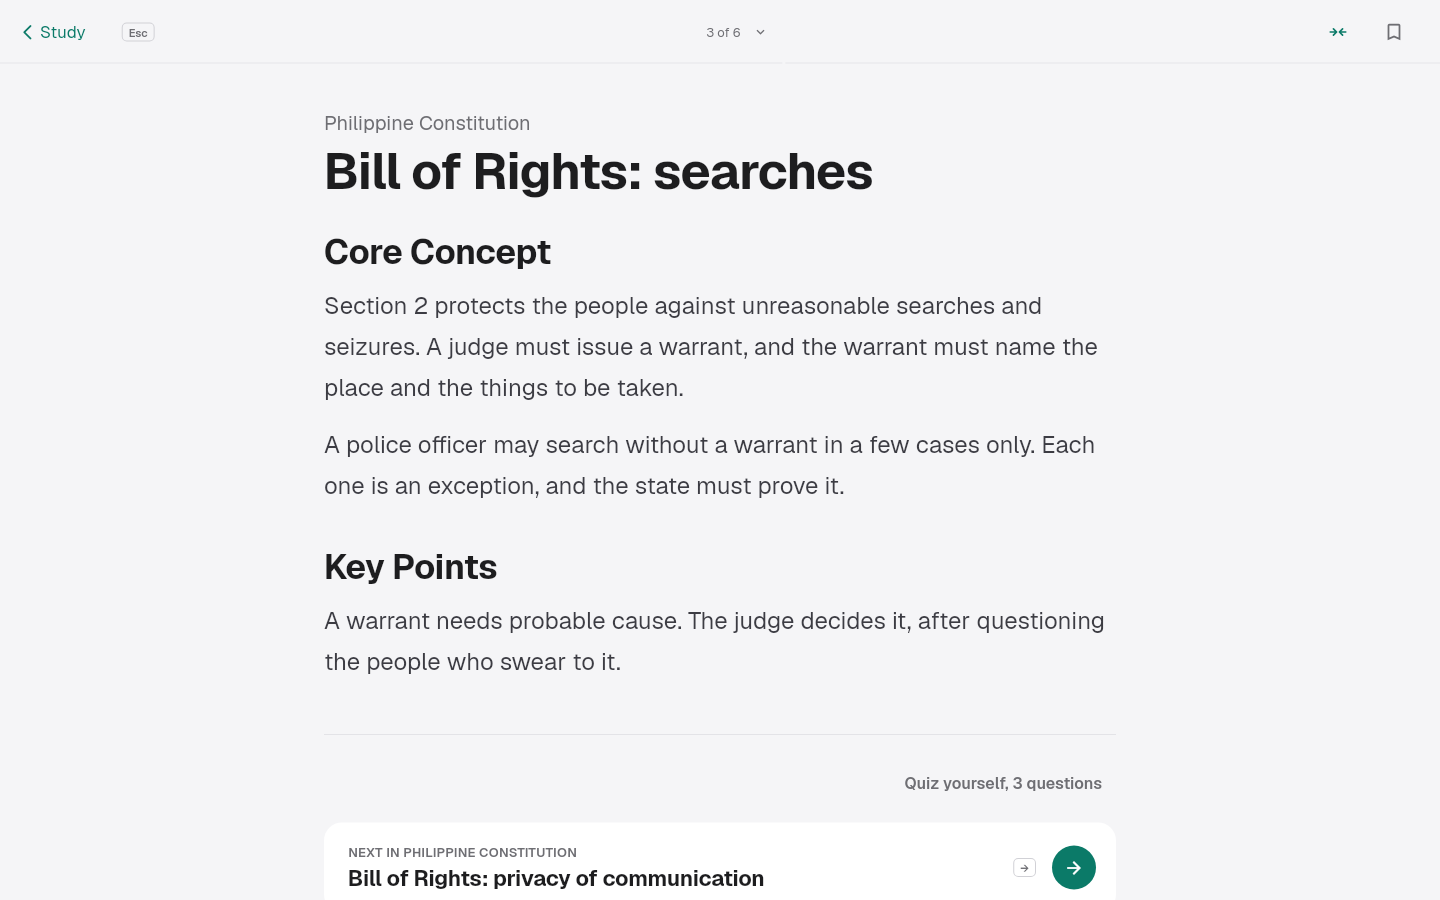 Study
Esc
3 of 6
Philippine Constitution
Bill of Rights: searches
Core Concept
Section 2 protects the people against unreasonable searches and
seizures. A judge must issue a warrant, and the warrant must name the
place and the things to be taken.
A police officer may search without a warrant in a few cases only. Each
one is an exception, and the state must prove it.
Key Points
A warrant needs probable cause. The judge decides it, after questioning
the people who swear to it.
Quiz yourself, 3 questions
NEXT IN PHILIPPINE CONSTITUTION
Bill of Rights: privacy of communication